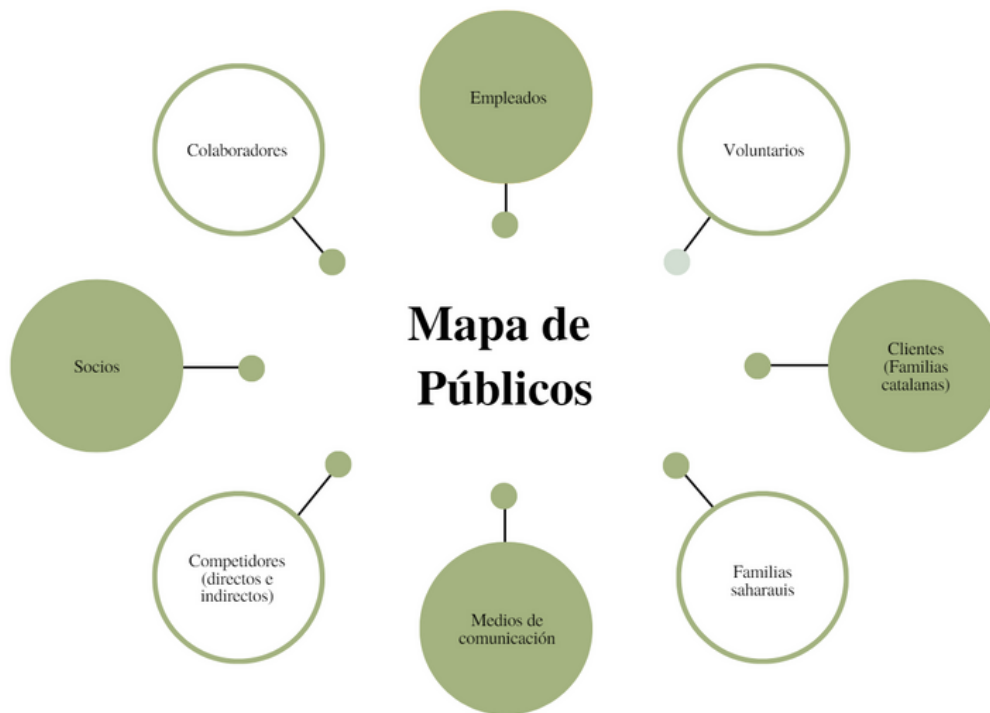 Empleados
Colaboradores
Voluntarios
Mapa de
Públicos
Socios
Clientes
(Familias
catalanas)
Competidores
(directos e
indirectos)
Familias
saharauis
Medios de
comunicación